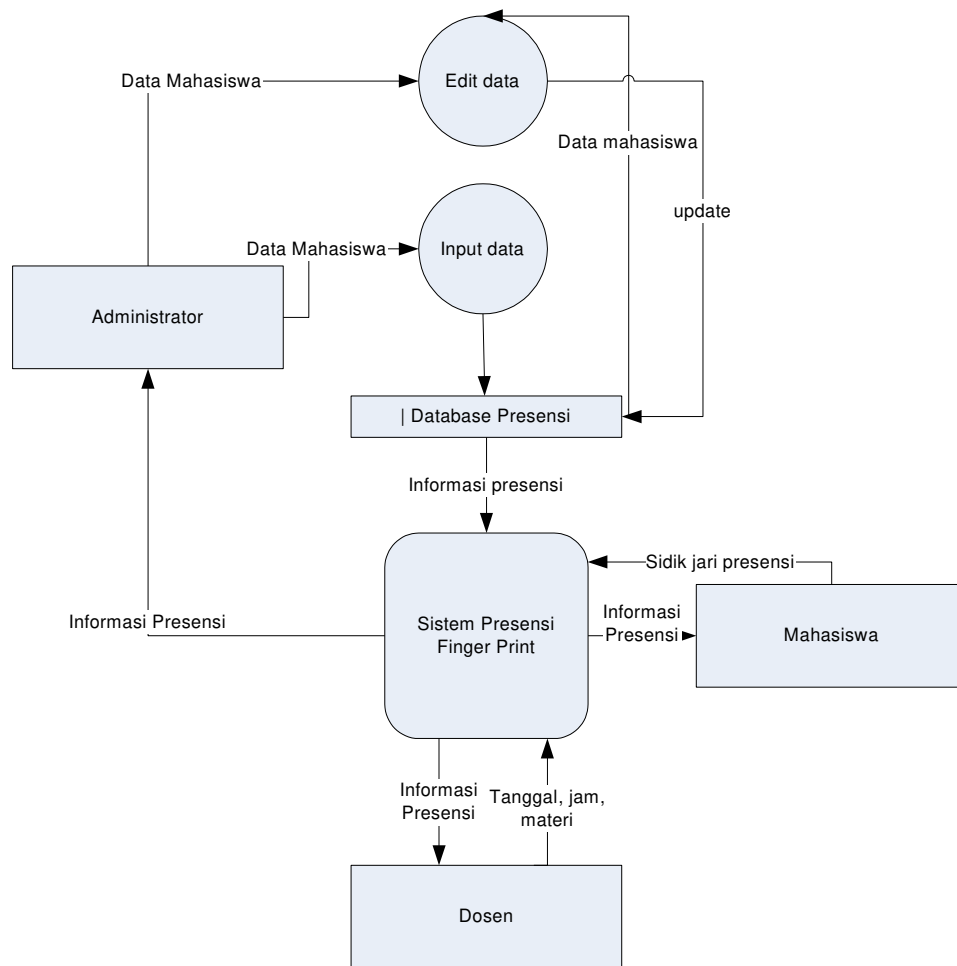 Data Mahasiswa
Edit data
Data mahasiswa
update
Data Mahasiswa
Input data
Administrator
| Database Presensi
Informasi presensi
Sidik jari presensi
Informasi Presensi
Sistem Presensi
Finger Print
Informasi
Presensi
Mahasiswa
Informasi
Presensi
Tanggal, jam,
materi
Dosen